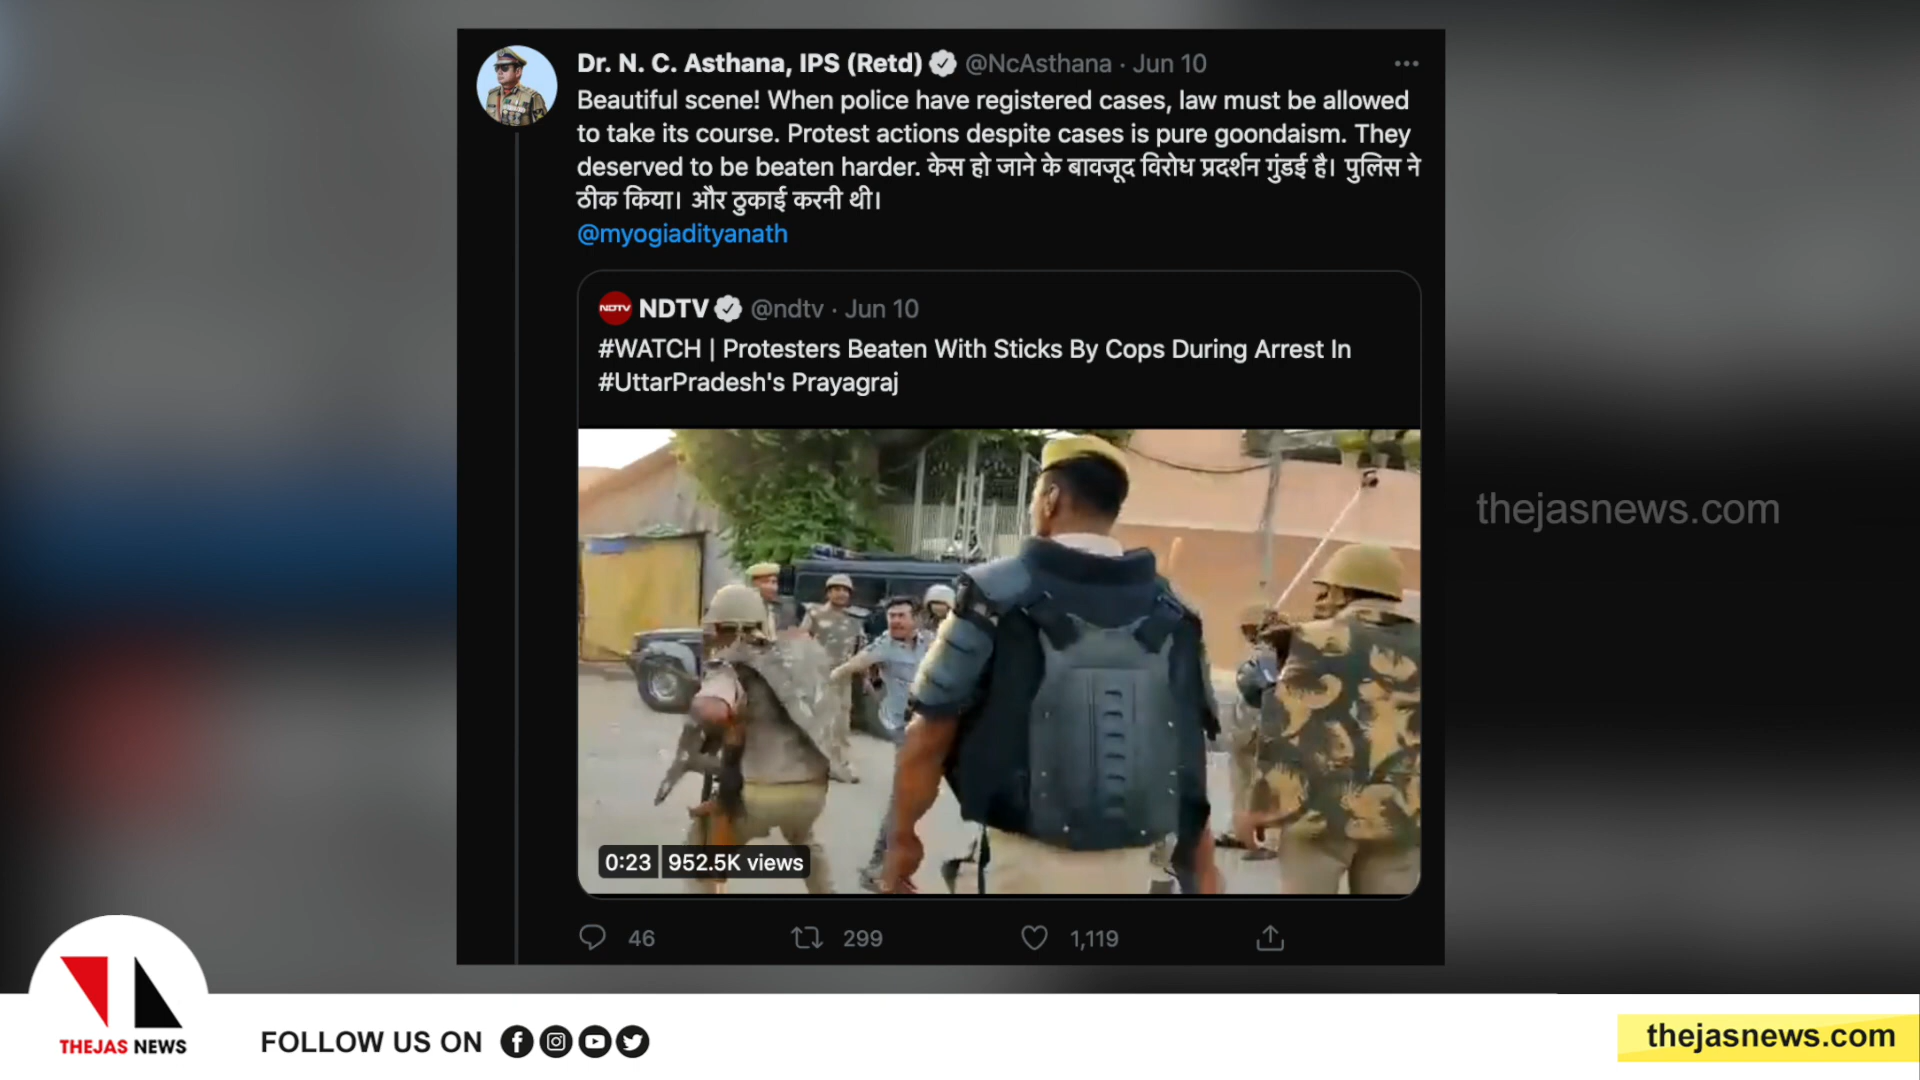 Dr. N. C. Asthana, IPS (Retd) @NcAsthana · Jun 10
Beautiful scene! When police have registered cases, law must be allowed
to take its course. Protest actions despite cases is pure goondaism. They
deserved to be beaten harder. केस हो जाने के बावजूद विरोध प्रदर्शन गुंडई है। पुलिस ने
ठीक किया। और ठुकाई करनी थी।
@myogiadityanath
NDTV NDTV @ndtv · Jun 10
#WATCH | Protesters Beaten With Sticks By Cops During Arrest In
#UttarPradesh's Prayagraj
0:23 952.5K views
46 299 1,119
thejasnews.com
THEJAS NEWS
FOLLOW US ON
thejasnews.com